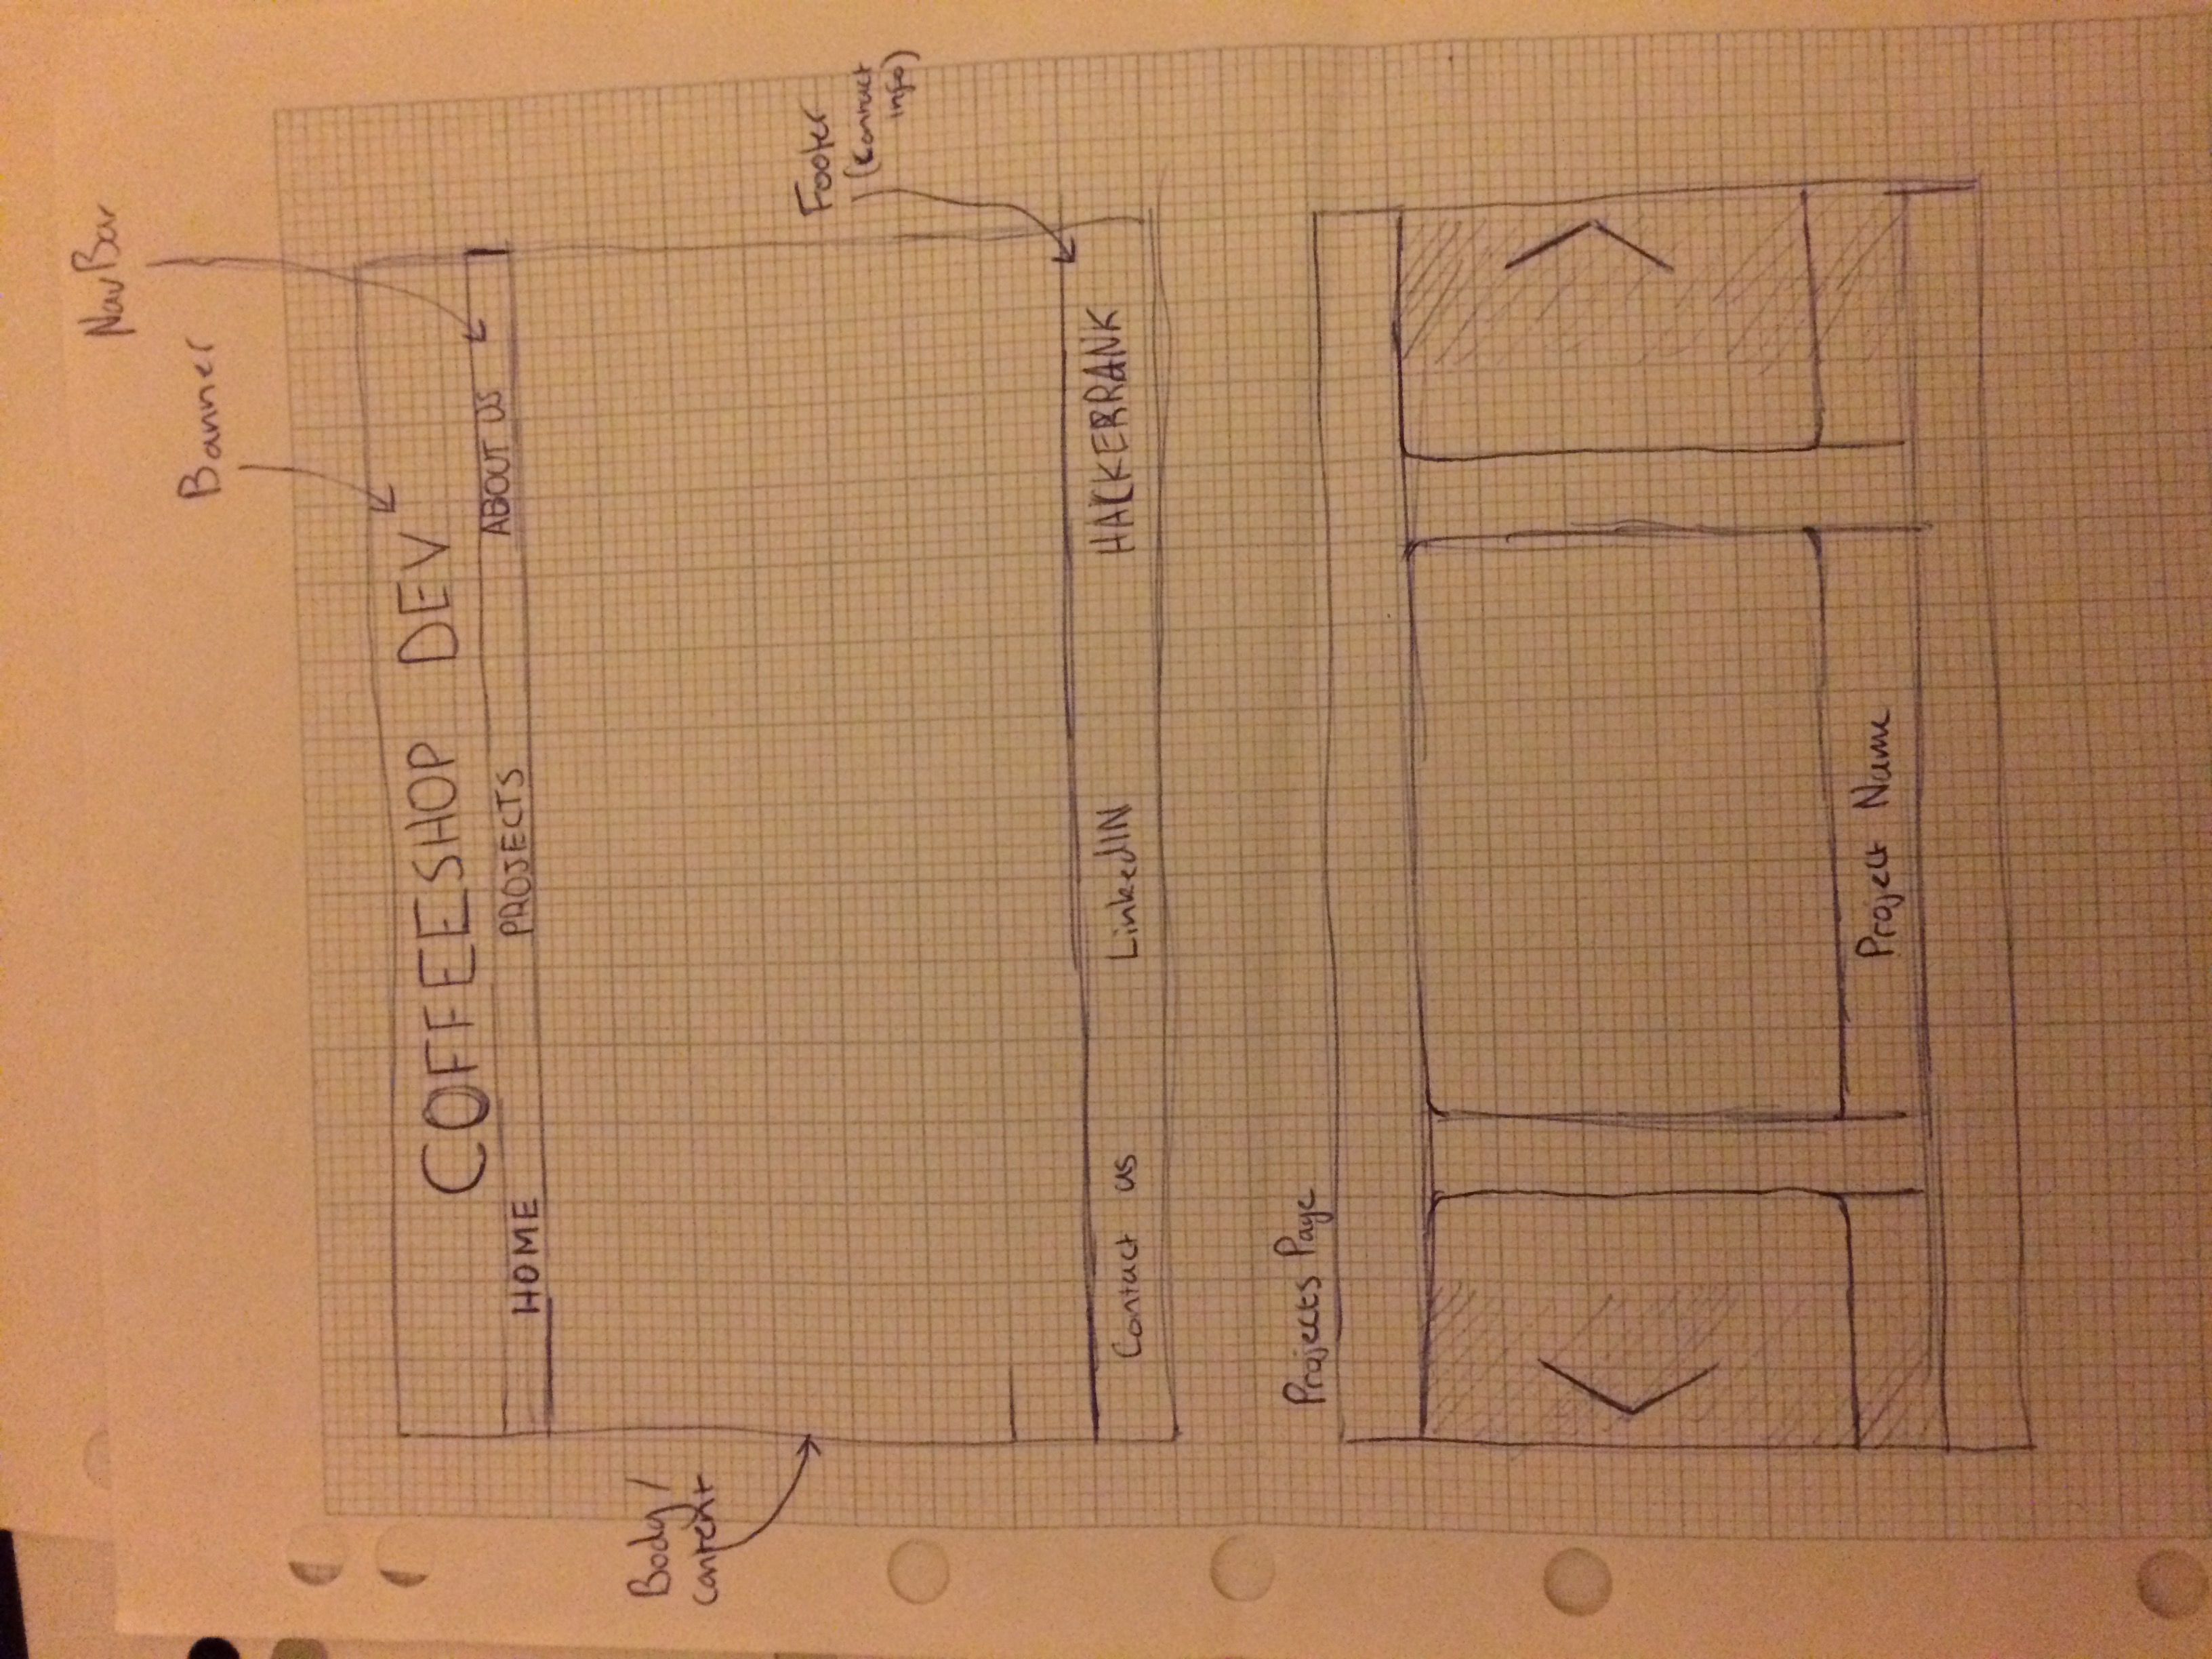 NavBar
Banner
COFFEESHOP DEV
HOME PROJECTS ABOUT US
Body /
Content
Footer
(Contact
info)
Contact us LinkedIN HACKERRANK
Projects Page
Project Name